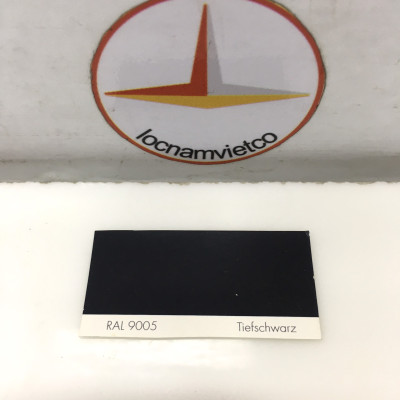 locnamvietco
RAL 9005 Tiefschwarz